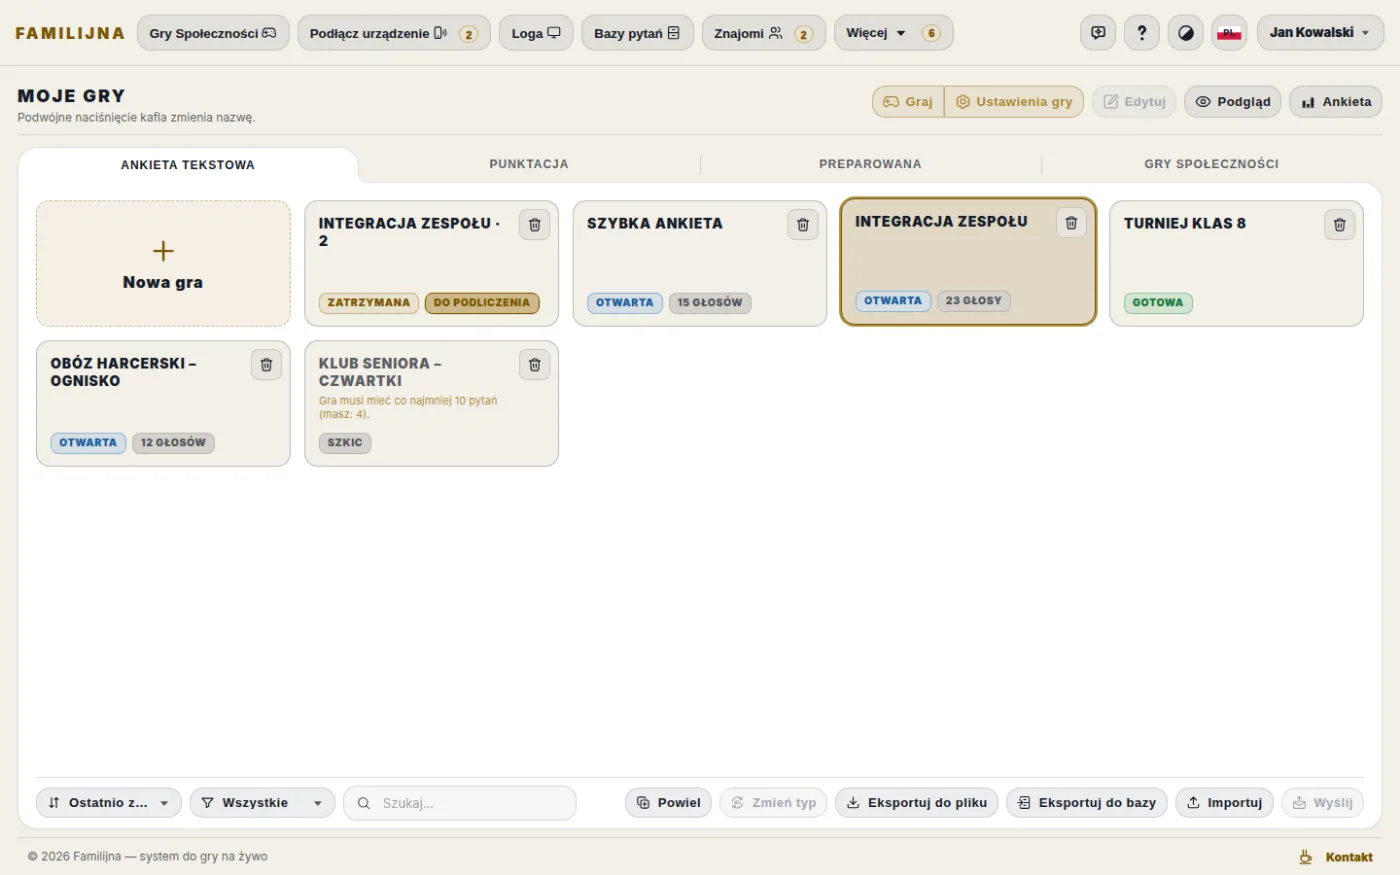 FAMILIJNA
Gry Społeczności
Podłącz urządzenie 2
Loga
Bazy pytań
Znajomi 2
Więcej 6
?
PL
Jan Kowalski
MOJE GRY
Podwójne naciśnięcie kafla zmienia nazwę.
Graj
Ustawienia gry
Edytuj
Podgląd
Ankieta
ANKIETA TEKSTOWA
PUNKTACJA
PREPAROWANA
GRY SPOŁECZNOŚCI
Nowa gra
INTEGRACJA ZESPOŁU ·
2
ZATRZYMANA
DO PODLICZENIA
SZYBKA ANKIETA
OTWARTA
15 GŁOSÓW
INTEGRACJA ZESPOŁU
OTWARTA
23 GŁOSY
TURNIEJ KLAS 8
GOTOWA
OBÓZ HARCERSKI –
OGNISKO
OTWARTA
12 GŁOSÓW
KLUB SENIORA –
CZWARTKI
Gra musi mieć co najmniej 10 pytań
(masz: 4).
SZKIC
Ostatnio z...
Wszystkie
Szukaj...
Powiel
Zmień typ
Eksportuj do pliku
Eksportuj do bazy
Importuj
Wyślij
© 2026 Familijna — system do gry na żywo
Kontakt